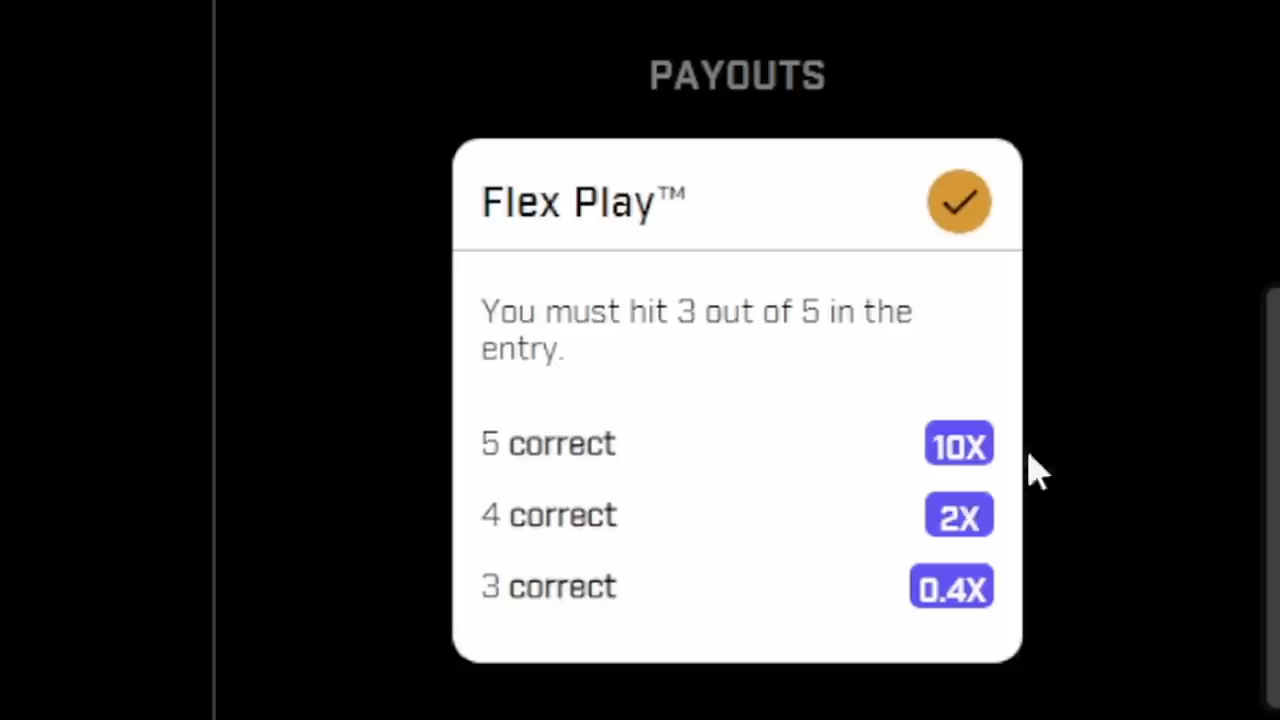 PAYOUTS
Flex Play™
You must hit 3 out of 5 in the
entry.
5 correct 10X
4 correct 2X
3 correct 0.4X